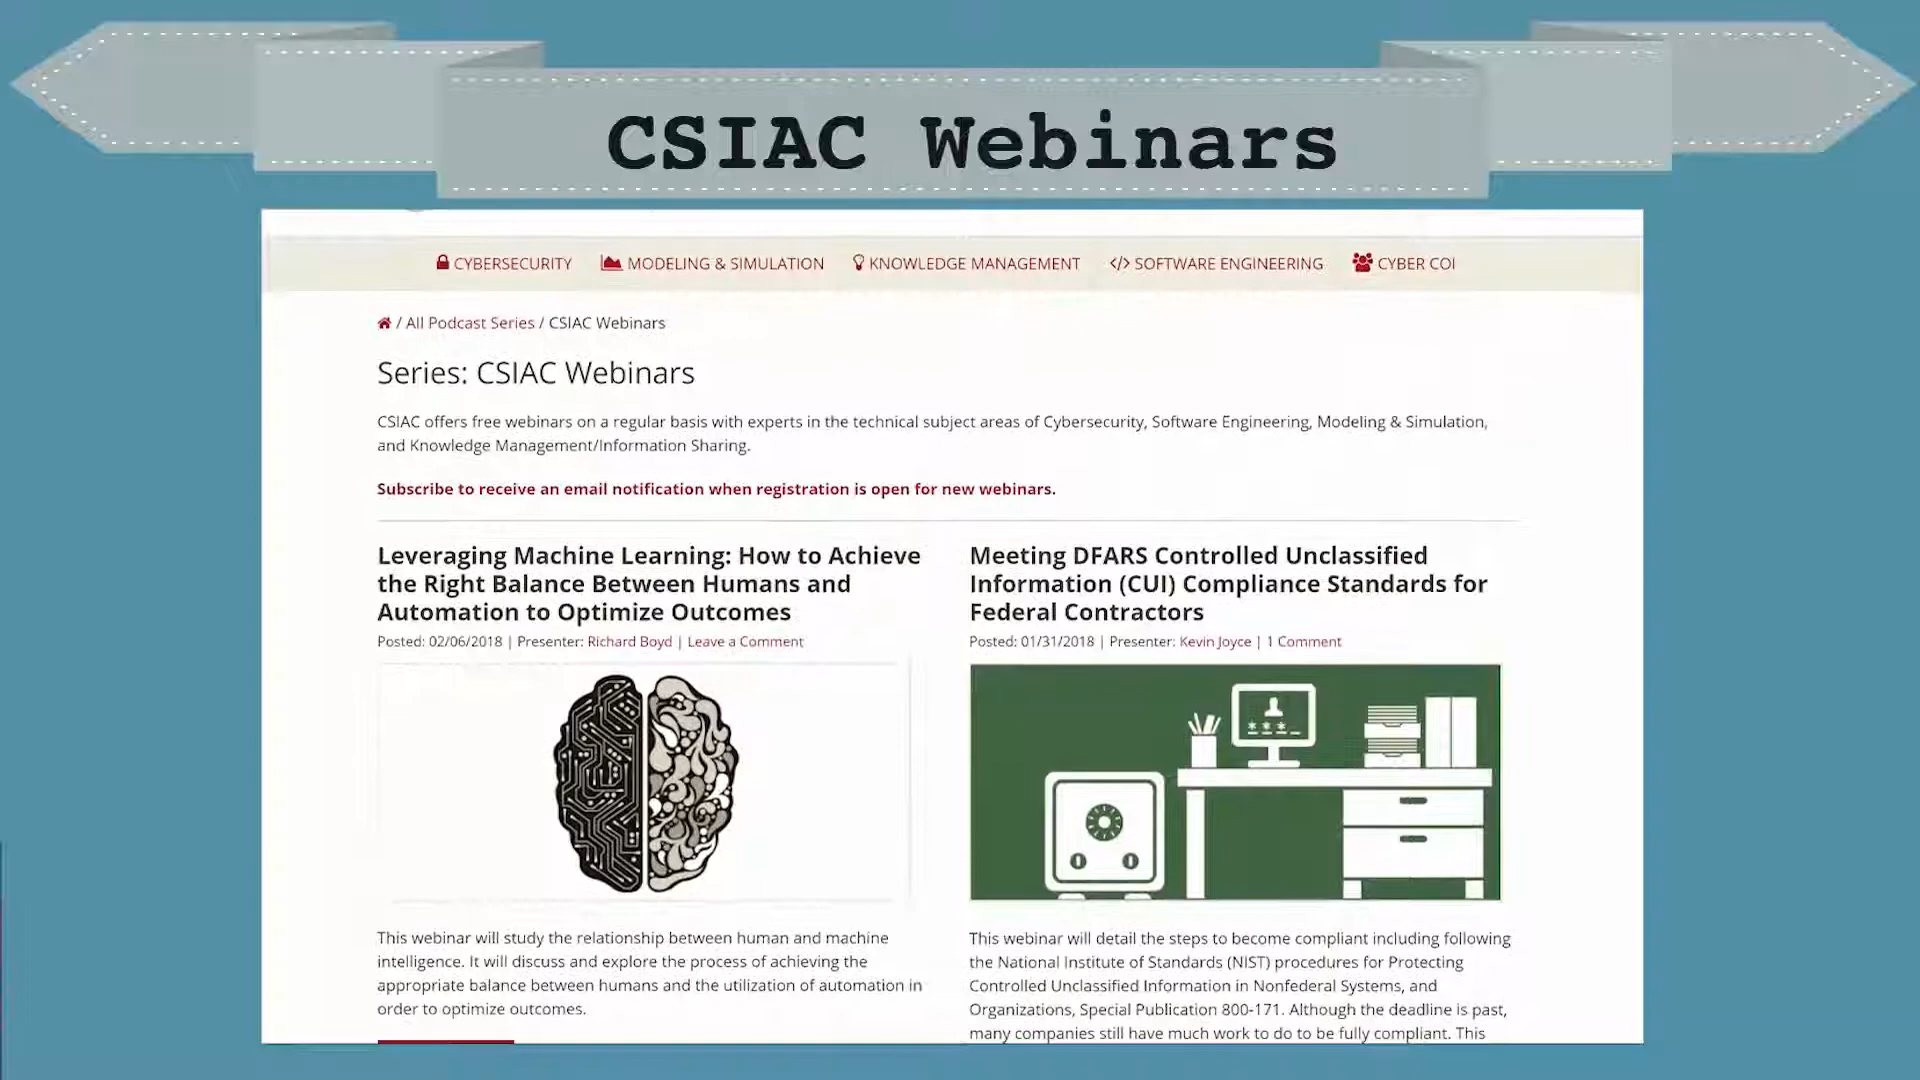 CSIAC Webinars
CYBERSECURITY MODELING & SIMULATION KNOWLEDGE MANAGEMENT </> SOFTWARE ENGINEERING CYBER COI
/ All Podcast Series / CSIAC Webinars
Series: CSIAC Webinars
CSIAC offers free webinars on a regular basis with experts in the technical subject areas of Cybersecurity, Software Engineering, Modeling & Simulation,
and Knowledge Management/Information Sharing.
Subscribe to receive an email notification when registration is open for new webinars.
Leveraging Machine Learning: How to Achieve
the Right Balance Between Humans and
Automation to Optimize Outcomes
Posted: 02/06/2018 | Presenter: Richard Boyd | Leave a Comment
This webinar will study the relationship between human and machine
intelligence. It will discuss and explore the process of achieving the
appropriate balance between humans and the utilization of automation in
order to optimize outcomes.
Meeting DFARS Controlled Unclassified
Information (CUI) Compliance Standards for
Federal Contractors
Posted: 01/31/2018 | Presenter: Kevin Joyce | 1 Comment
This webinar will detail the steps to become compliant including following
the National Institute of Standards (NIST) procedures for Protecting
Controlled Unclassified Information in Nonfederal Systems, and
Organizations, Special Publication 800-171. Although the deadline is past,
many companies still have much work to do to be fully compliant. This